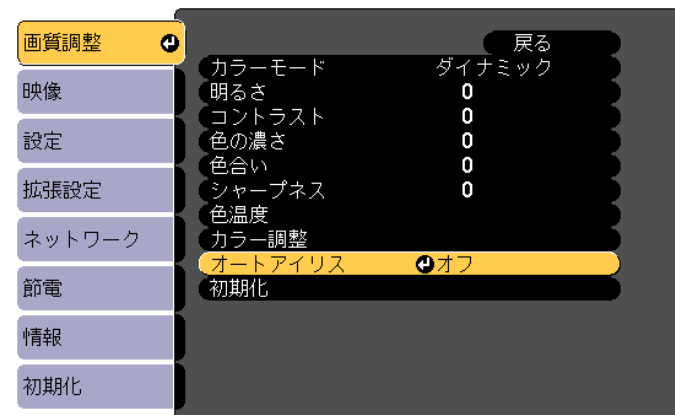 画質調整
映像
設定
拡張設定
ネットワーク
節電
情報
初期化
戻る
カラーモード ダイナミック
明るさ 0
コントラスト 0
色の濃さ 0
色合い 0
シャープネス 0
色温度
カラー調整
オートアイリス オフ
初期化